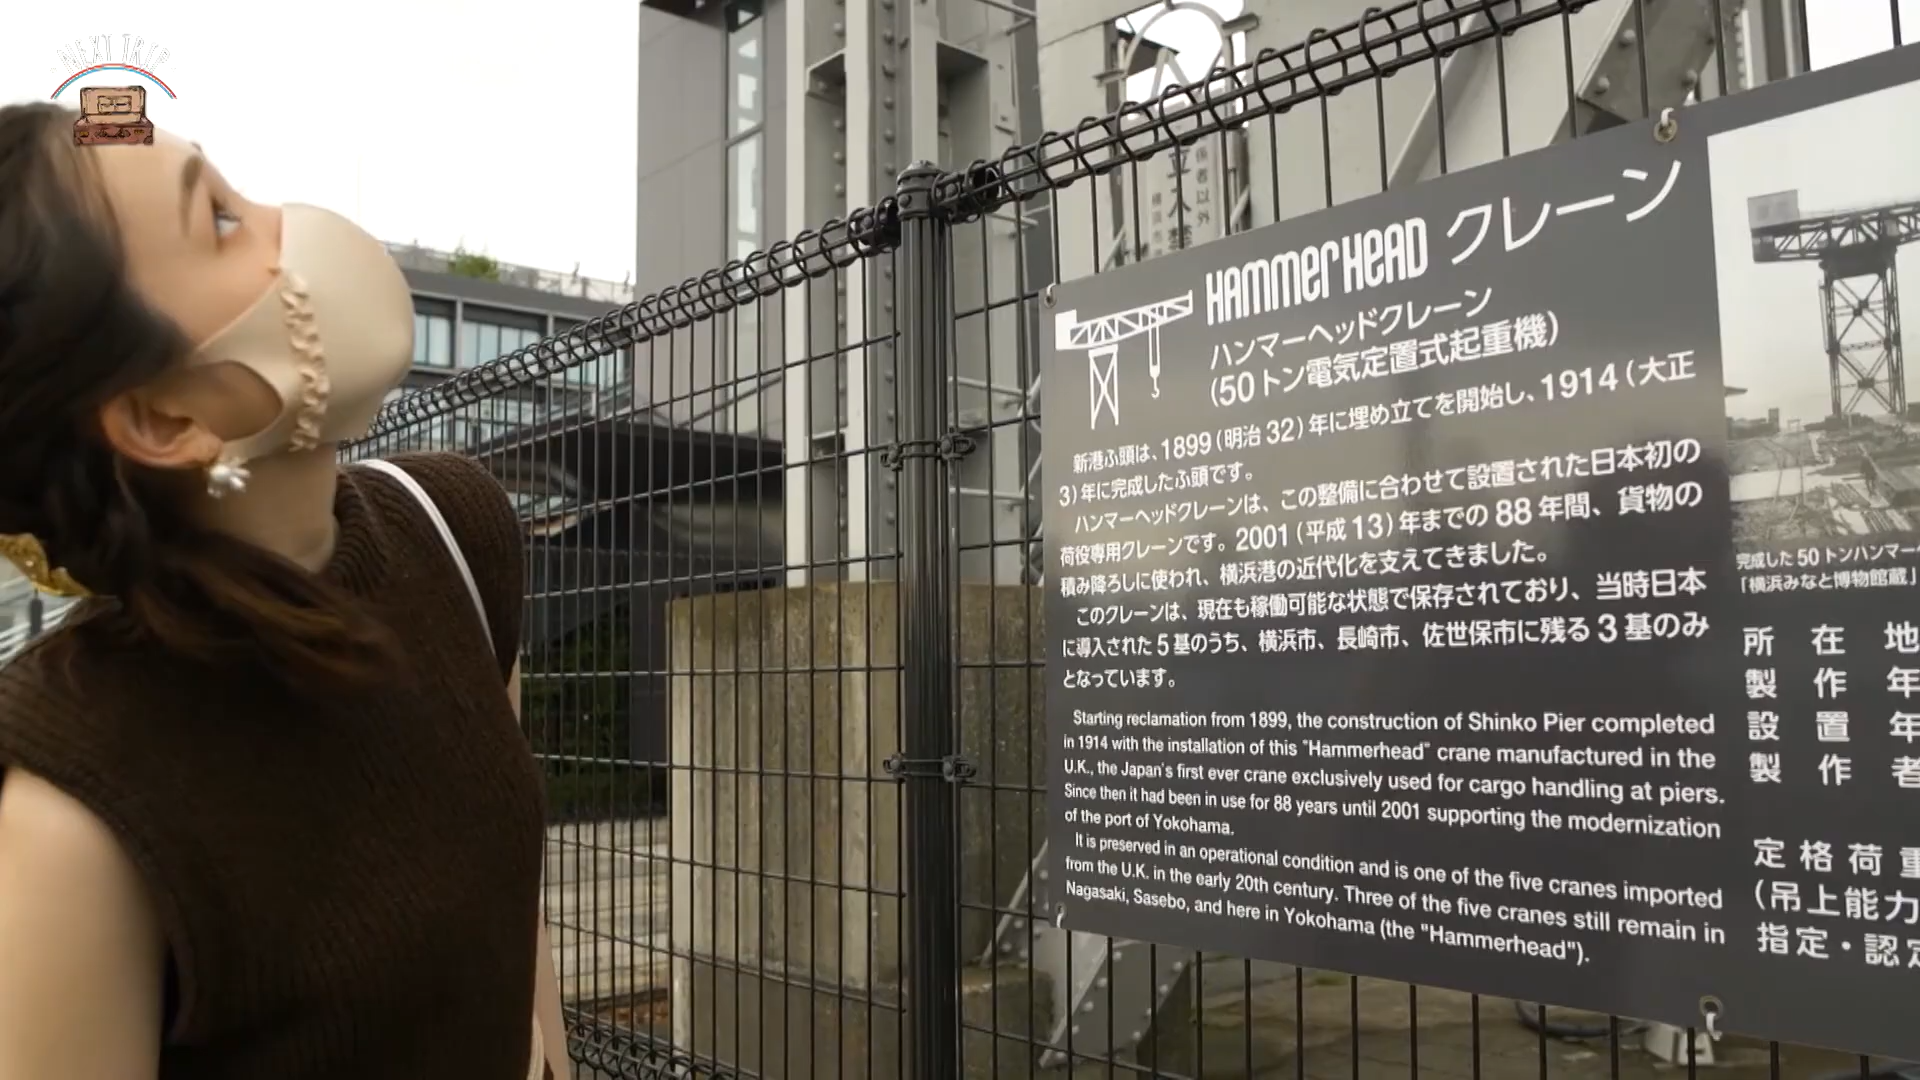 NEXT TRIP
係者以外
立入禁
横浜市
HAMMERHEAD クレーン
ハンマーヘッドクレーン
(50トン電気定置式起重機)
新港ふ頭は、1899(明治32)年に埋め立てを開始し、1914(大正
3)年に完成したふ頭です。
ハンマーヘッドクレーンは、この整備に合わせて設置された日本初の
荷役専用クレーンです。2001(平成13)年までの88年間、貨物の
積み降ろしに使われ、横浜港の近代化を支えてきました。
このクレーンは、現在も稼働可能な状態で保存されており、当時日本
に導入された5基のうち、横浜市、長崎市、佐世保市に残る3基のみ
となっています。
Starting reclamation from 1899, the construction of Shinko Pier completed
in 1914 with the installation of this "Hammerhead" crane manufactured in the
U.K., the Japan's first ever crane exclusively used for cargo handling at piers.
Since then it had been in use for 88 years until 2001 supporting the modernization
of the port of Yokohama.
It is preserved in an operational condition and is one of the five cranes imported
from the U.K. in the early 20th century. Three of the five cranes still remain in
Nagasaki, Sasebo, and here in Yokohama (the "Hammerhead").
完成した50トンハンマー
「横浜みなと博物館蔵」
所在地
製作年
設置年
製作者
定格荷重
(吊上能力
指定・認定